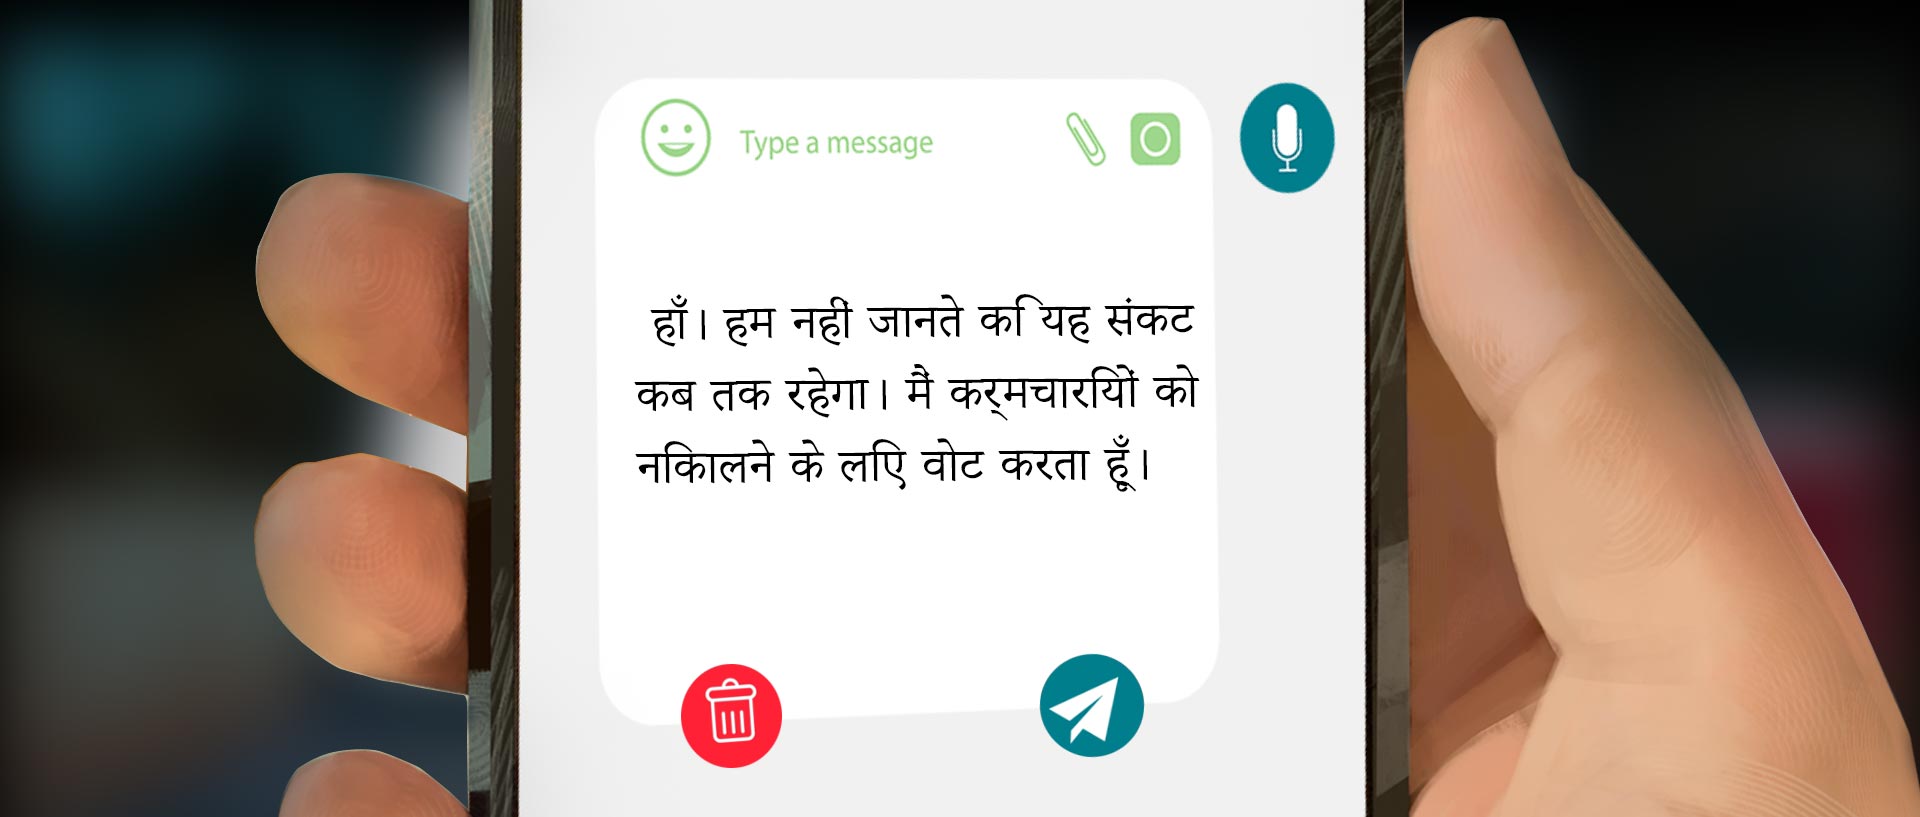 Type a message
हाँ। हम नहीं जानते कि यह संकट
कब तक रहेगा। मैं कर्‌मचारियों को
निकालने के लिए वोट करता हूँ।